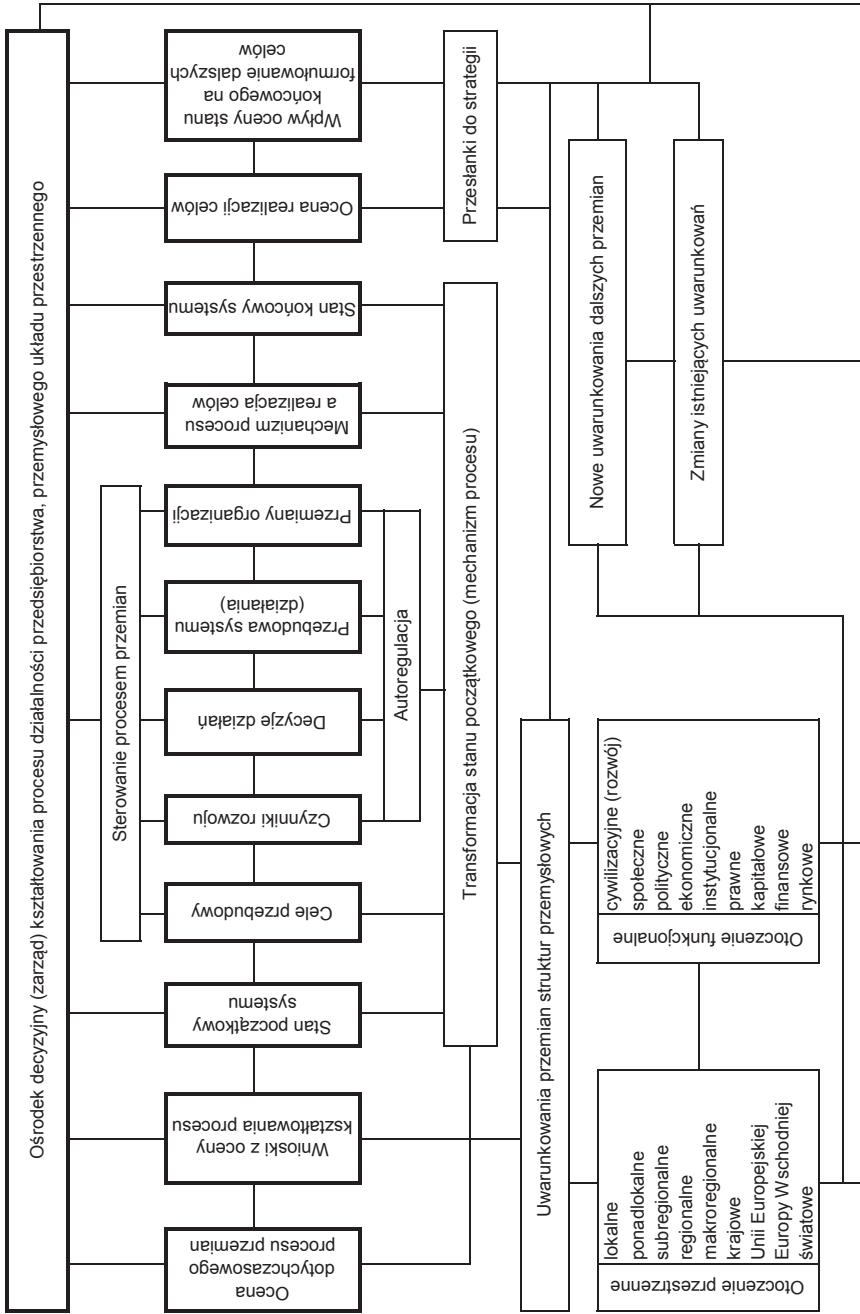 Ośrodek decyzyjny (zarząd) kształtowania procesu działalności przedsiębiorstwa, przemysłowego układu przestrzennego
Sterowanie procesem przemian
Ocena
dotychczasowego
procesu przemian
Wnioski z oceny
kształtowania procesu
Stan początkowy
systemu
Cele przebudowy
Czynniki rozwoju
Decyzje działań
Przebudowa systemu
(działania)
Przemiany organizacji
Mechanizm procesu
a realizacja celów
Stan końcowy systemu
Ocena realizacji celów
Wpływ oceny stanu
końcowego na
formułowanie dalszych
celów
Autoregulacja
Transformacja stanu początkowego (mechanizm procesu)
Przesłanki do strategii
Uwarunkowania przemian struktur przemysłowych
Nowe uwarunkowania dalszych przemian
Zmiany istniejących uwarunkowań
Otoczenie przestrzenne
lokalne
ponadlokalne
subregionalne
regionalne
makroregionalne
krajowe
Unii Europejskiej
Europy Wschodniej
światowe
Otoczenie funkcjonalne
cywilizacyjne (rozwój)
społeczne
polityczne
ekonomiczne
instytucjonalne
prawne
kapitałowe
finansowe
rynkowe